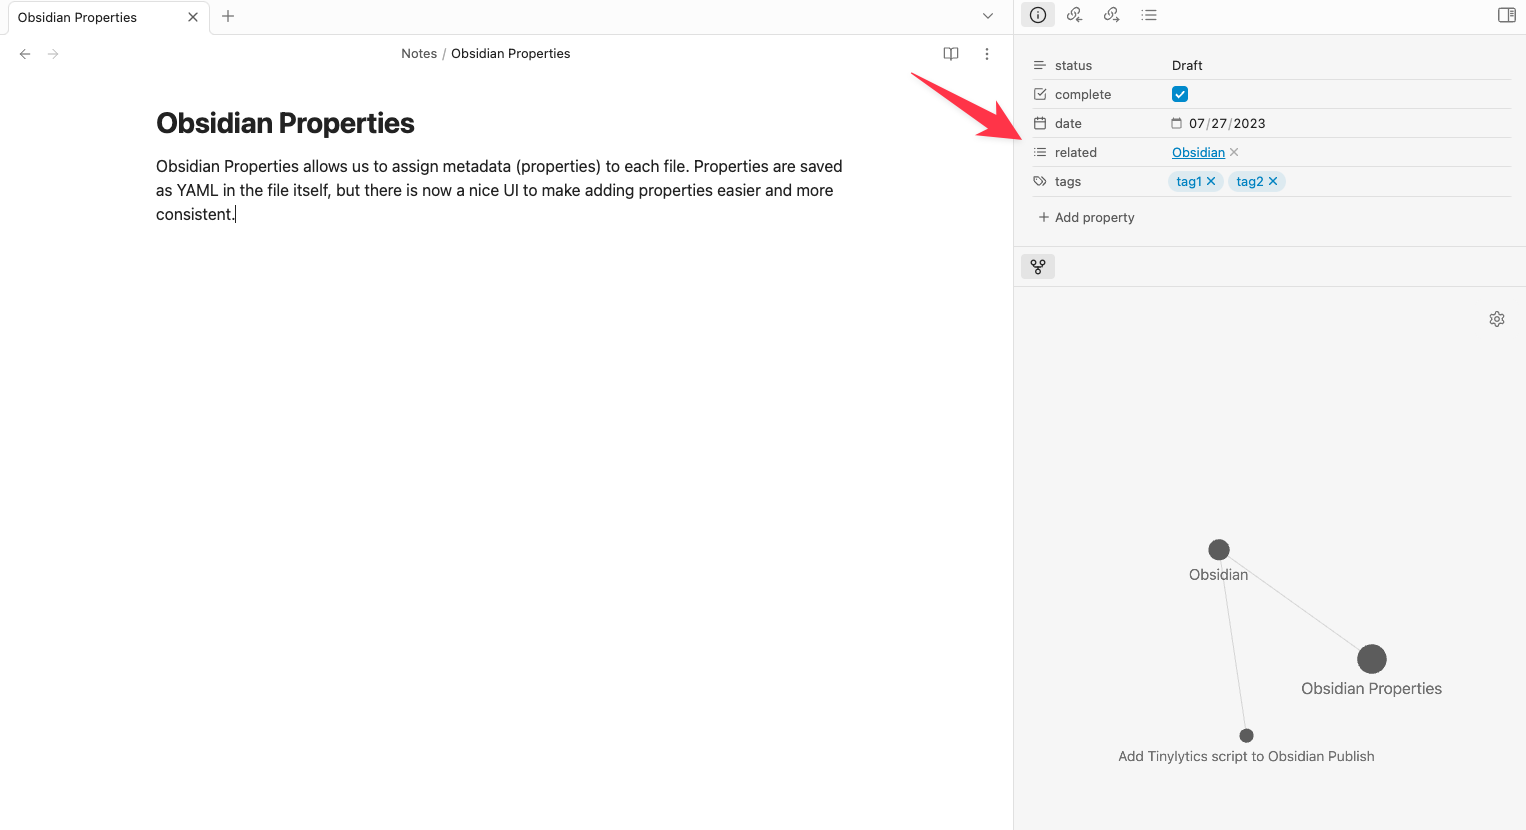 Obsidian Properties
Notes / Obsidian Properties
Obsidian Properties
Obsidian Properties allows us to assign metadata (properties) to each file. Properties are saved
as YAML in the file itself, but there is now a nice UI to make adding properties easier and more
consistent.
status Draft
complete
date 07/27/2023
related Obsidian
tags tag1 tag2
Add property
Obsidian
Obsidian Properties
Add Tinylytics script to Obsidian Publish